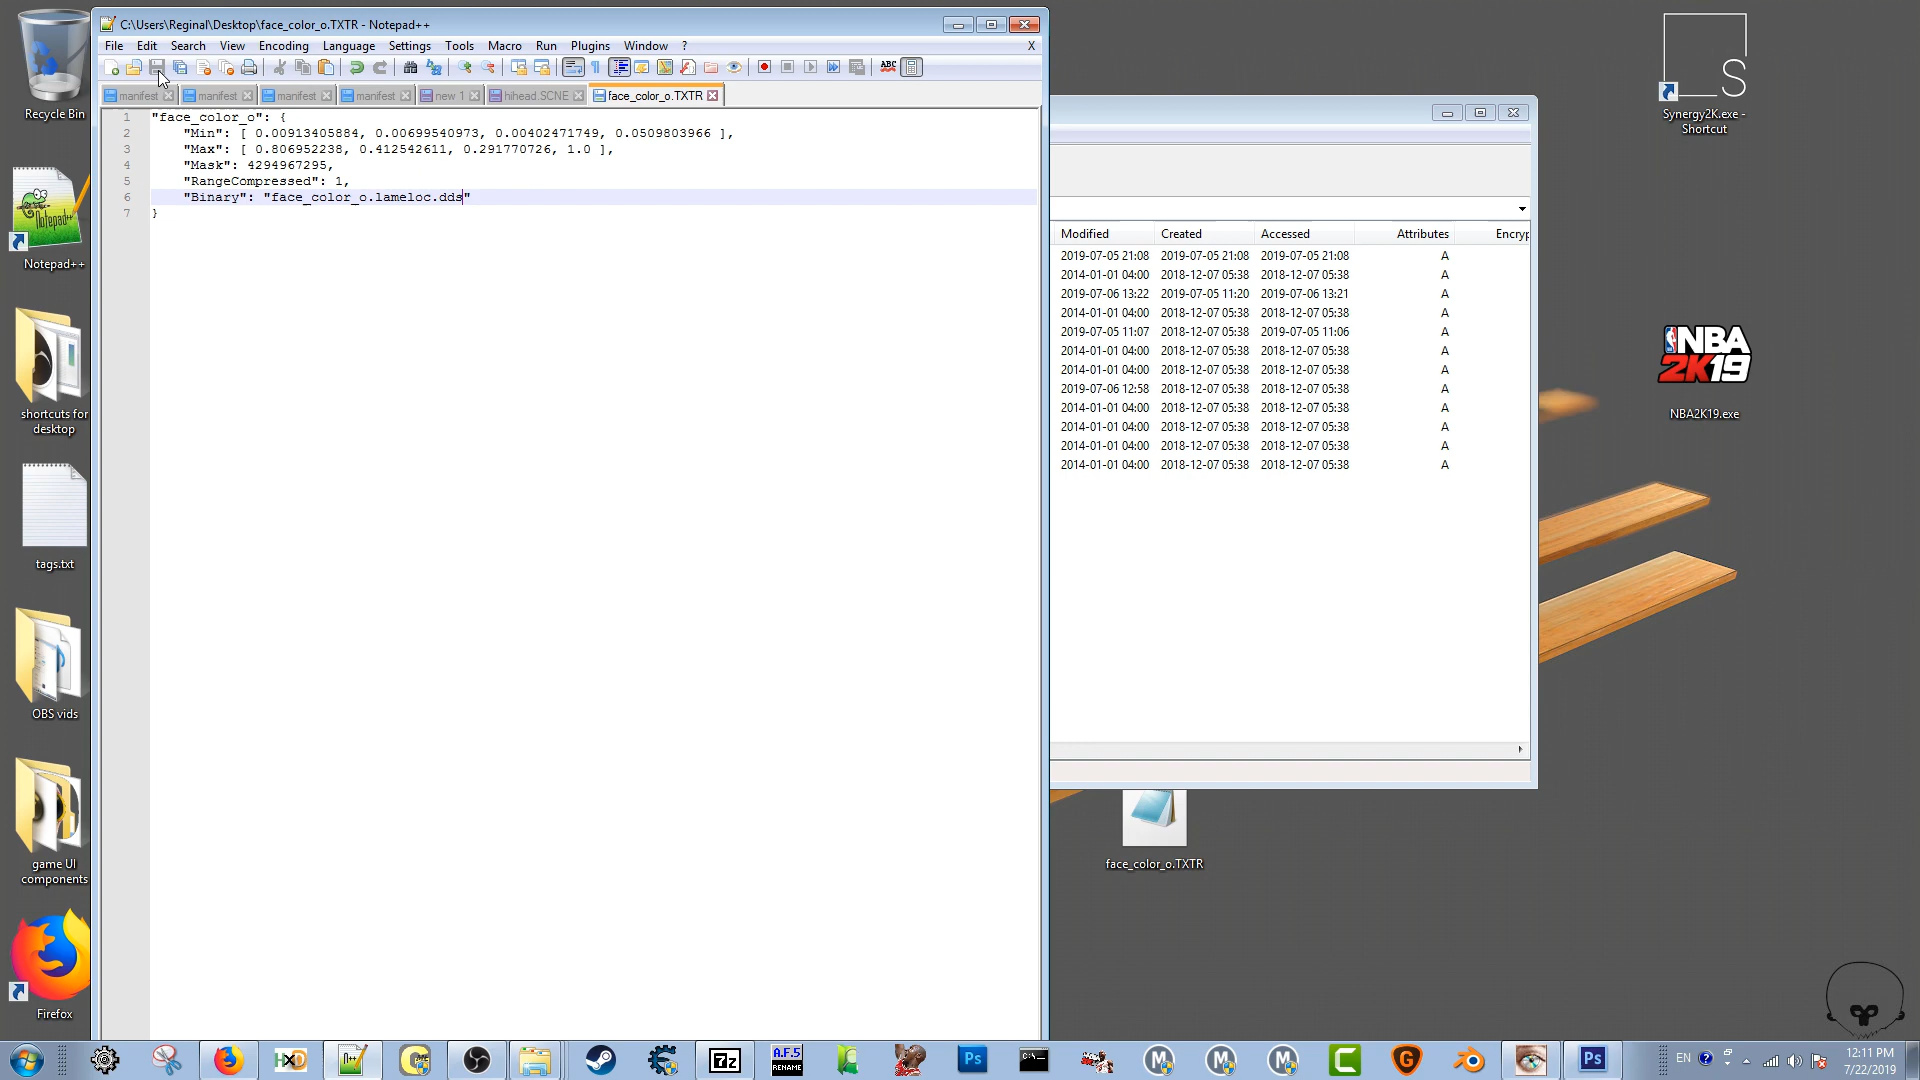 C:\Users\Reginal\Desktop\face_color_o.TXTR - Notepad++
File Edit Search View Encoding Language Settings Tools Macro Run Plugins Window ? X
manifest manifest manifest manifest new 1 hihead.SCNE face_color_o.TXTR
1 "face_color_o": {
2 "Min": [ 0.00913405884, 0.00699540973, 0.00402471749, 0.0509803966 ],
3 "Max": [ 0.806952238, 0.412542611, 0.291770726, 1.0 ],
4 "Mask": 4294967295,
5 "RangeCompressed": 1,
6 "Binary": "face_color_o.lameloc.dds"
7 }
Modified Created Accessed Attributes Encryp
2019-07-05 21:08 2019-07-05 21:08 2019-07-05 21:08 A
2014-01-01 04:00 2018-12-07 05:38 2018-12-07 05:38 A
2019-07-06 13:22 2019-07-05 11:20 2019-07-06 13:21 A
2014-01-01 04:00 2018-12-07 05:38 2018-12-07 05:38 A
2019-07-05 11:07 2018-12-07 05:38 2019-07-05 11:06 A
2014-01-01 04:00 2018-12-07 05:38 2018-12-07 05:38 A
2014-01-01 04:00 2018-12-07 05:38 2018-12-07 05:38 A
2019-07-06 12:58 2018-12-07 05:38 2018-12-07 05:38 A
2014-01-01 04:00 2018-12-07 05:38 2018-12-07 05:38 A
2014-01-01 04:00 2018-12-07 05:38 2018-12-07 05:38 A
2014-01-01 04:00 2018-12-07 05:38 2018-12-07 05:38 A
2014-01-01 04:00 2018-12-07 05:38 2018-12-07 05:38 A
Recycle Bin
Notepad++
shortcuts for
desktop
tags.txt
OBS vids
game UI
components
Firefox
S
Synergy2K.exe -
Shortcut
NBA
2K19
NBA2K19.exe
face_color_o.TXTR
ABC
HXD
N++
7z
A.F.5
RENAME
Ps
C:\
M
M
M
C
G
Ps
EN
12:11 PM
7/22/2019